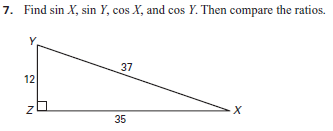 7. Find sin X, sin Y, cos X, and cos Y. Then compare the ratios.
Y
37
12
Z
X
35